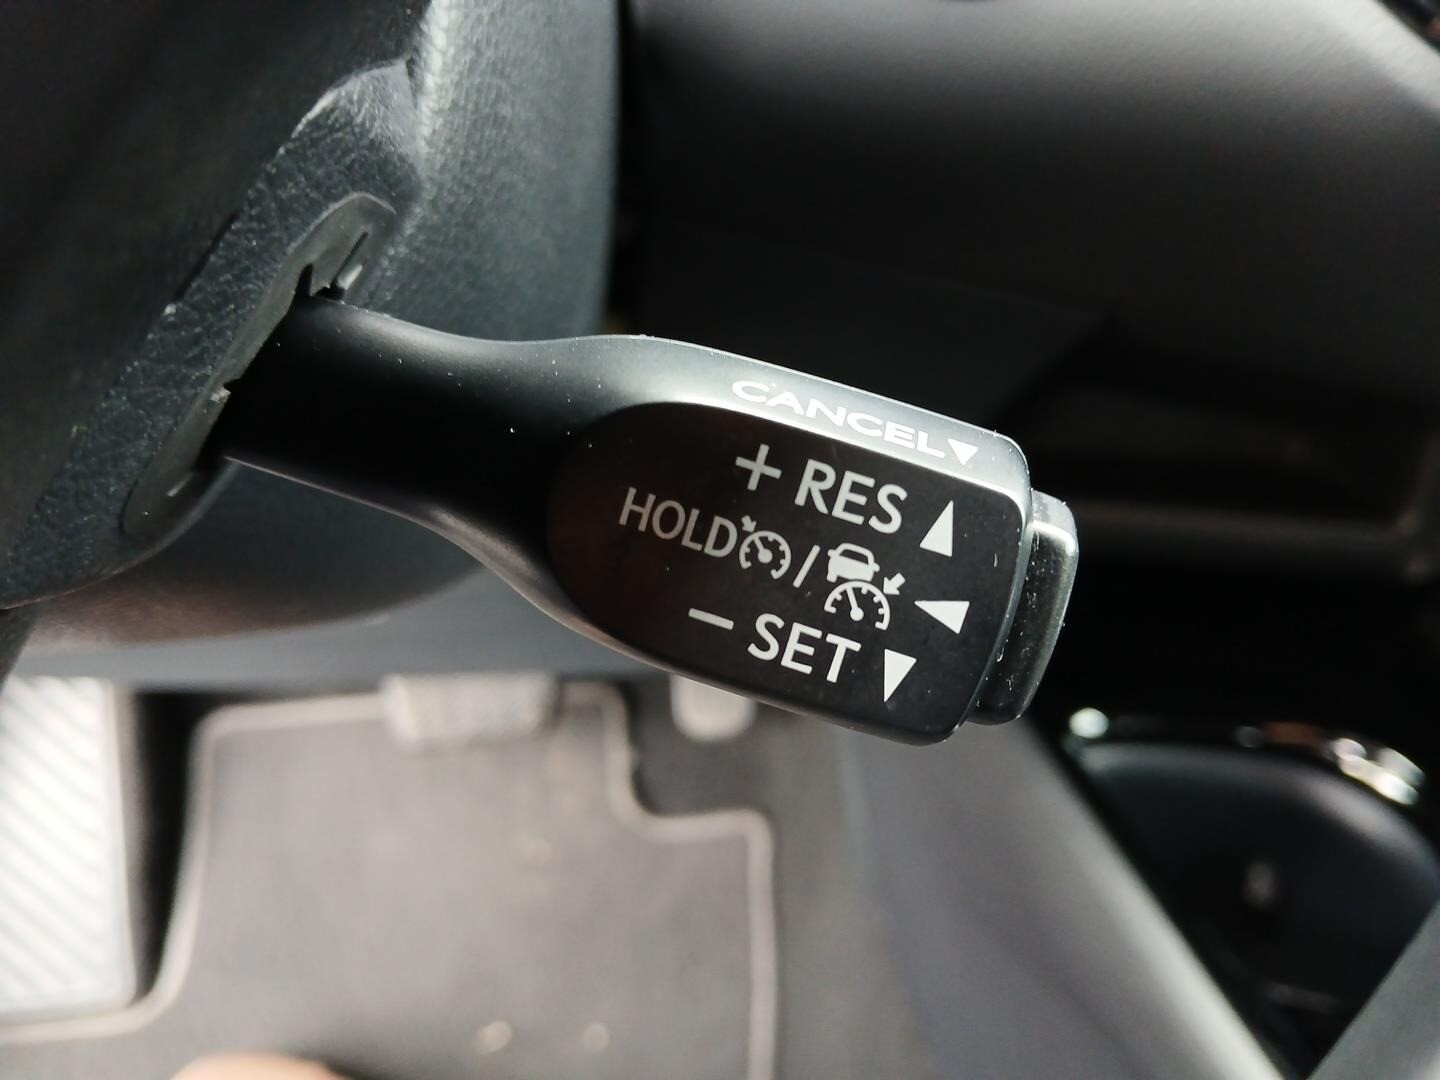 CANCEL
+ RES
HOLD /
− SET